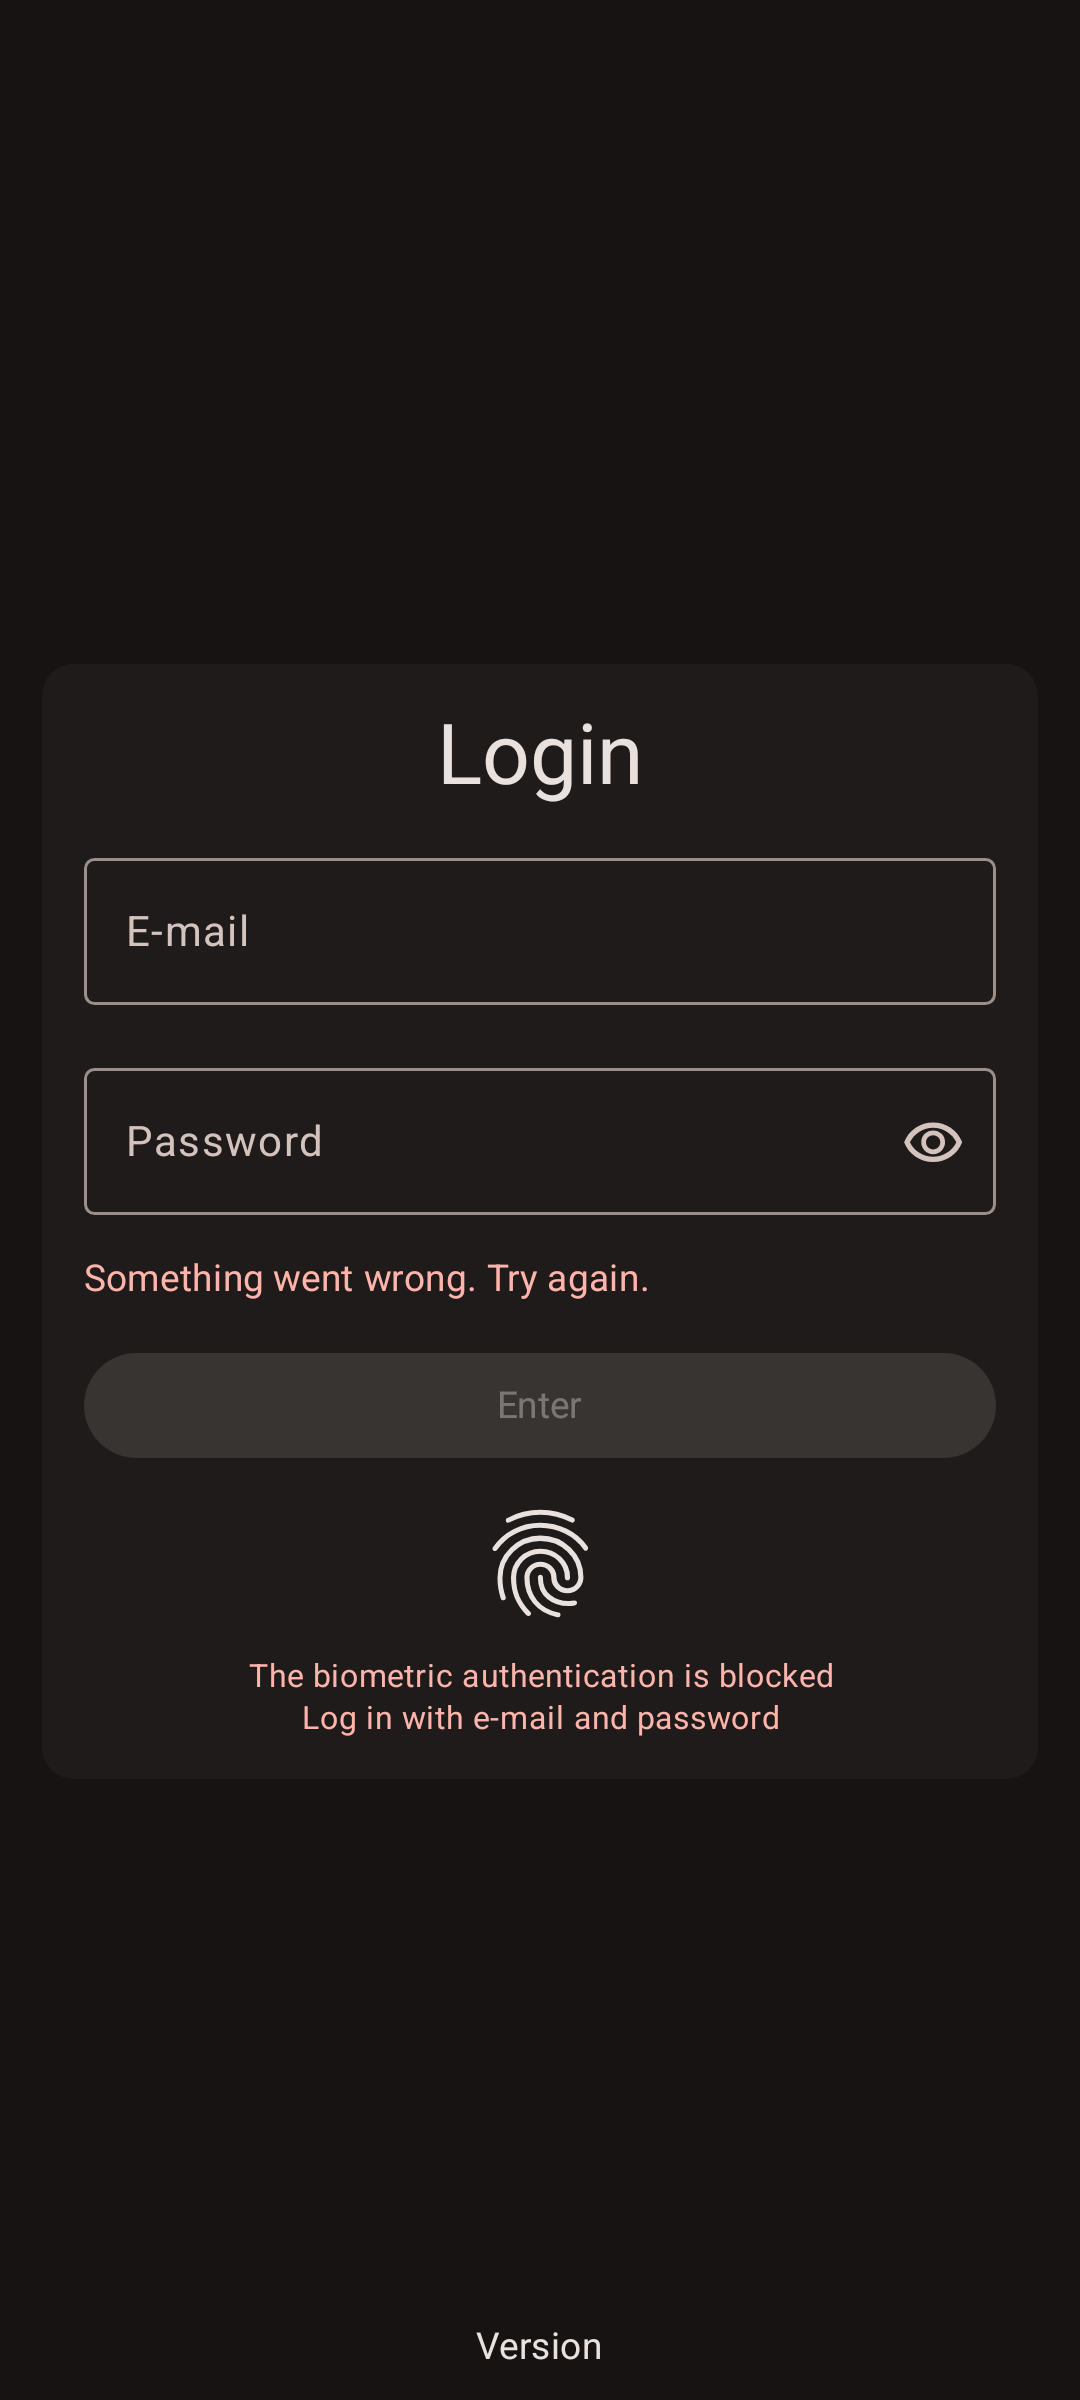 Login
E-mail
Password
Something went wrong. Try again.
Enter
The biometric authentication is blocked
Log in with e-mail and password
Version